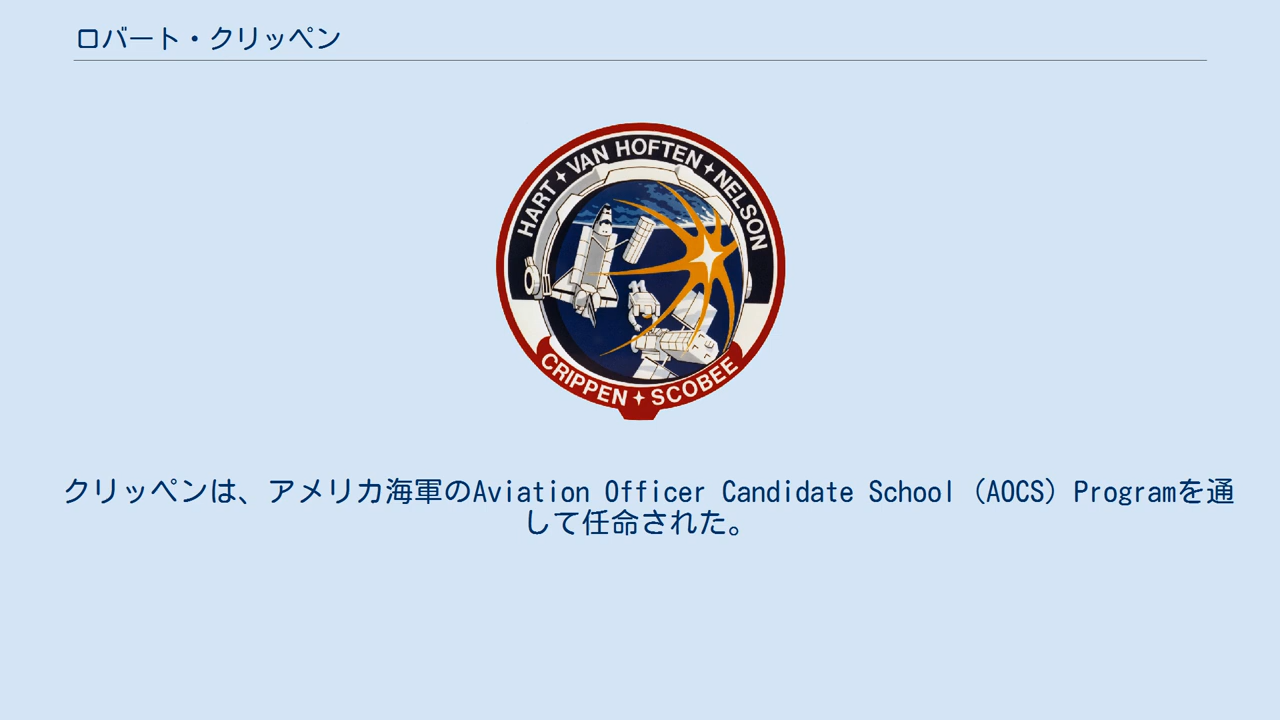 ロバート・クリッペン
HART ✦ VAN HOFTEN ✦ NELSON
CRIPPEN ✦ SCOBEE
クリッペンは、アメリカ海軍のAviation Officer Candidate School（AOCS）Programを通
して任命された。